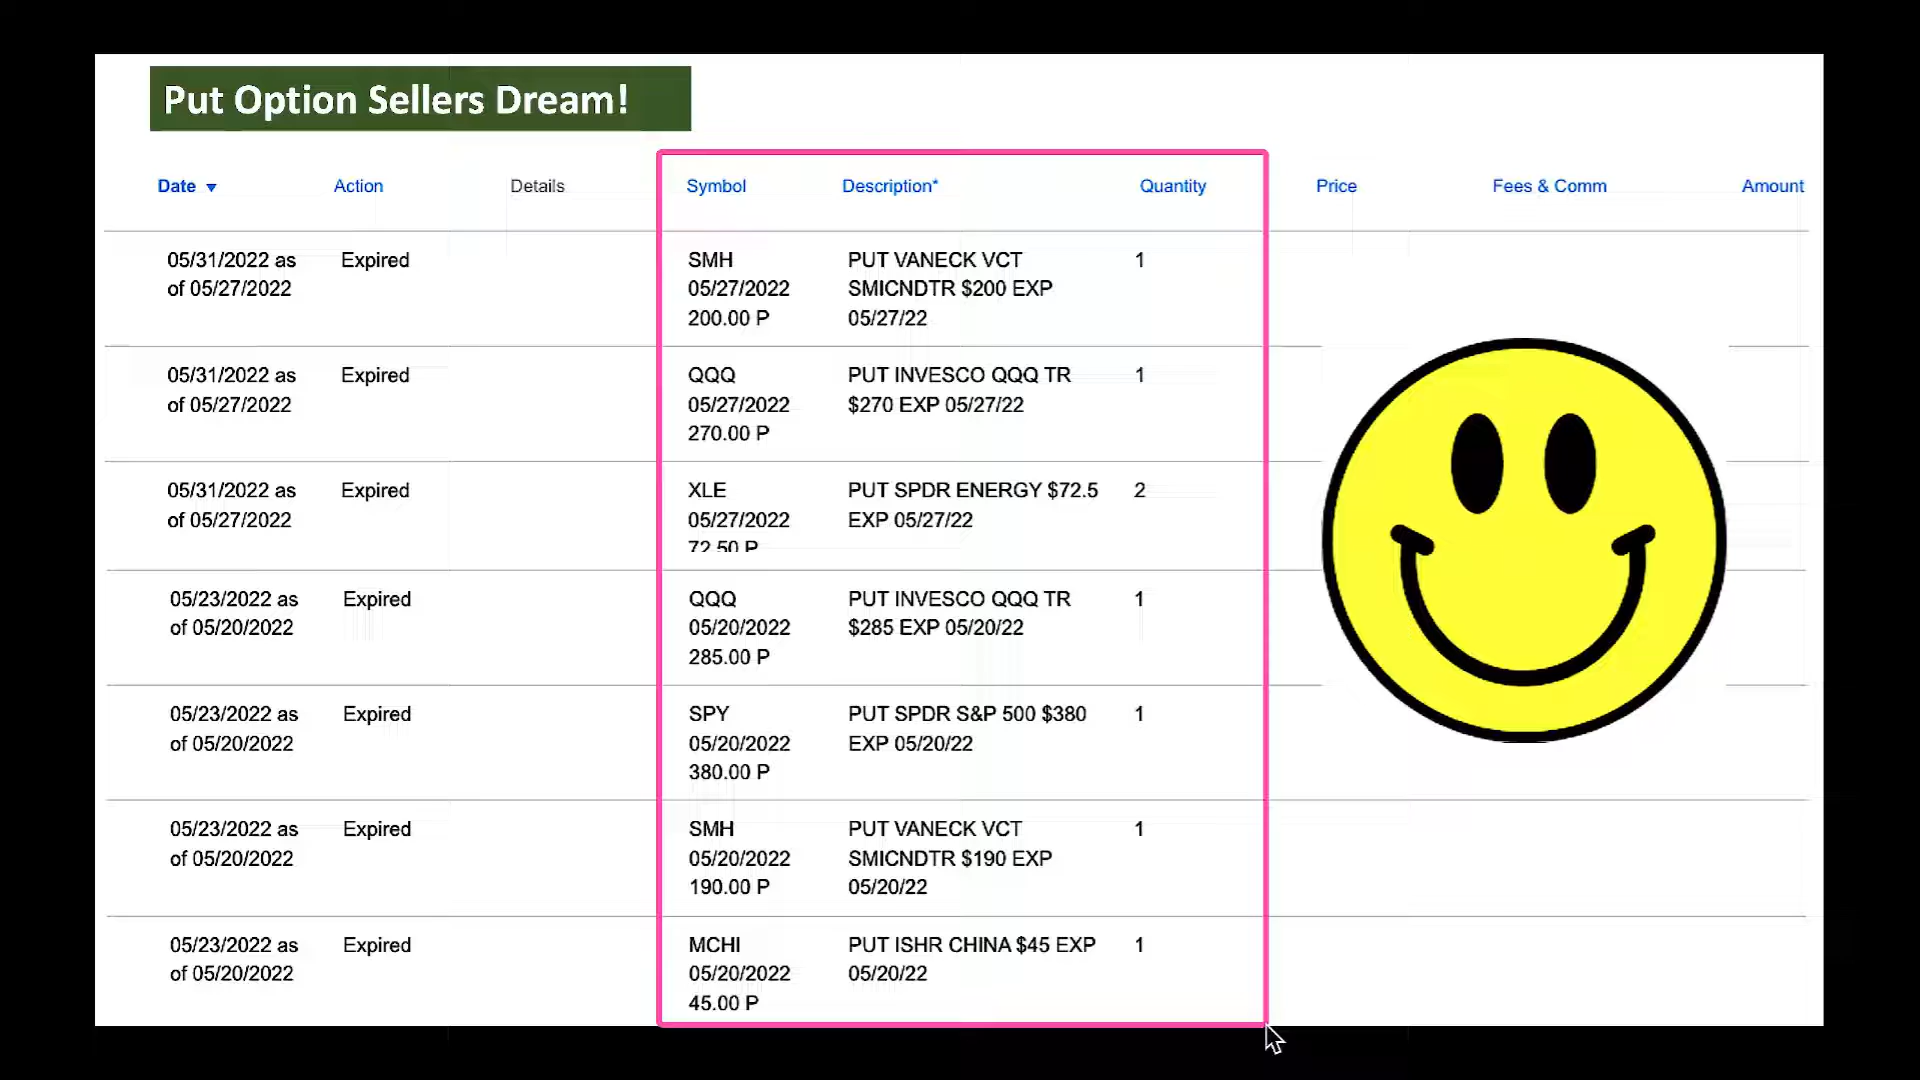 Put Option Sellers Dream!
Date ▼ Action Details Symbol Description* Quantity Price Fees & Comm Amount
05/31/2022 as Expired SMH PUT VANECK VCT 1
of 05/27/2022 05/27/2022 SMICNDTR $200 EXP
200.00 P 05/27/22
05/31/2022 as Expired QQQ PUT INVESCO QQQ TR 1
of 05/27/2022 05/27/2022 $270 EXP 05/27/22
270.00 P
05/31/2022 as Expired XLE PUT SPDR ENERGY $72.5 2
of 05/27/2022 05/27/2022 EXP 05/27/22
72.50 P
05/23/2022 as Expired QQQ PUT INVESCO QQQ TR 1
of 05/20/2022 05/20/2022 $285 EXP 05/20/22
285.00 P
05/23/2022 as Expired SPY PUT SPDR S&P 500 $380 1
of 05/20/2022 05/20/2022 EXP 05/20/22
380.00 P
05/23/2022 as Expired SMH PUT VANECK VCT 1
of 05/20/2022 05/20/2022 SMICNDTR $190 EXP
190.00 P 05/20/22
05/23/2022 as Expired MCHI PUT ISHR CHINA $45 EXP 1
of 05/20/2022 05/20/2022 05/20/22
45.00 P